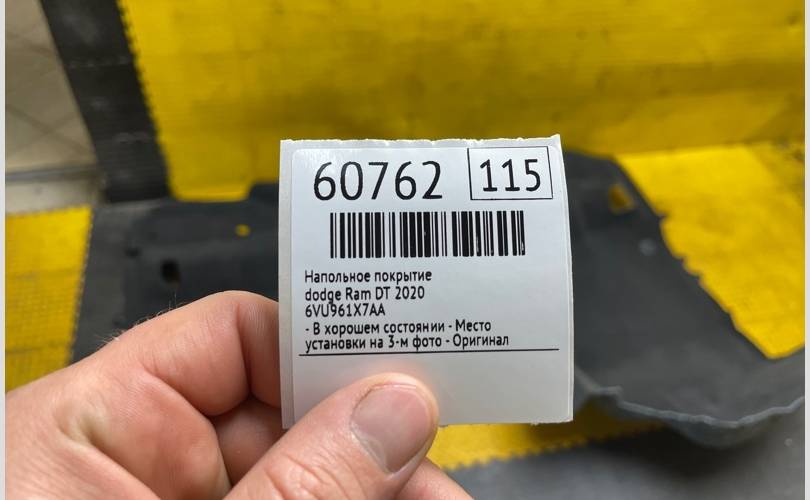 60762 115
Напольное покрытие
dodge Ram DT 2020
6VU961X7AA
- В хорошем состоянии - Место
установки на 3-м фото - Оригинал